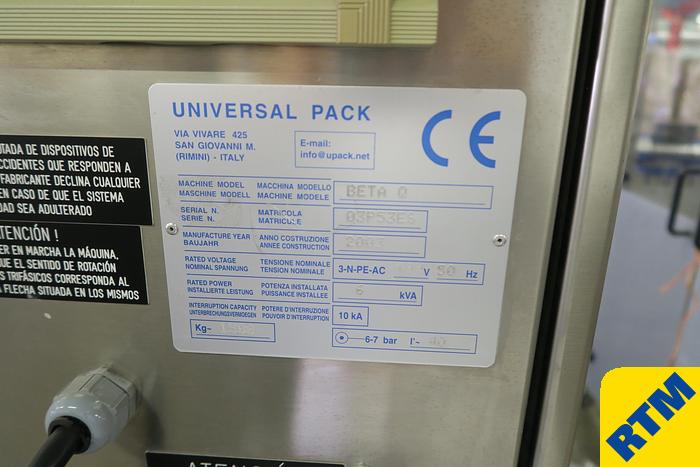 UNIVERSAL PACK
VIA VIVARE 425
SAN GIOVANNI M.
(RIMINI) - ITALY
E-mail:
info@upack.net
CE
MACHINE MODEL MACCHINA MODELLO
MASCHINE MODELL MACHINE MODELE
BETA 0
SERIAL N. MATRICOLA
SERIE N. MATRICULE
MANUFACTURE YEAR ANNO COSTRUZIONE
BAUJAHR ANNEE CONSTRUCTION
RATED VOLTAGE TENSIONE NOMINALE
NOMINAL SPANNUNG TENSION NOMINALE
3-N-PE-AC V 50 Hz
RATED POWER POTENZA INSTALLATA
INSTALLIERTE LEISTUNG PUISSANCE INSTALLEE
6 kVA
INTERRUPTION CAPACITY POTERE D'INTERRUZIONE
UNTERBRECHUNGSVERMOEGEN POUVOIR D'INTERRUPTION
10 kA
Kg~
6-7 bar l'~ 40
TADA DE DISPOSITIVOS DE
CCIDENTES QUE RESPONDEN A
FABRICANTE DECLINA CUALQUIER
EN CASO DE QUE EL SISTEMA
DAD SEA ADULTERADO
TENCIÓN !
ER EN MARCHA LA MÁQUINA,
QUE EL SENTIDO DE ROTACIÓN
TRIFÁSICOS CORRESPONDA AL
FLECHA SITUADA EN LOS MISMOS
ATENCIÓ
RTM